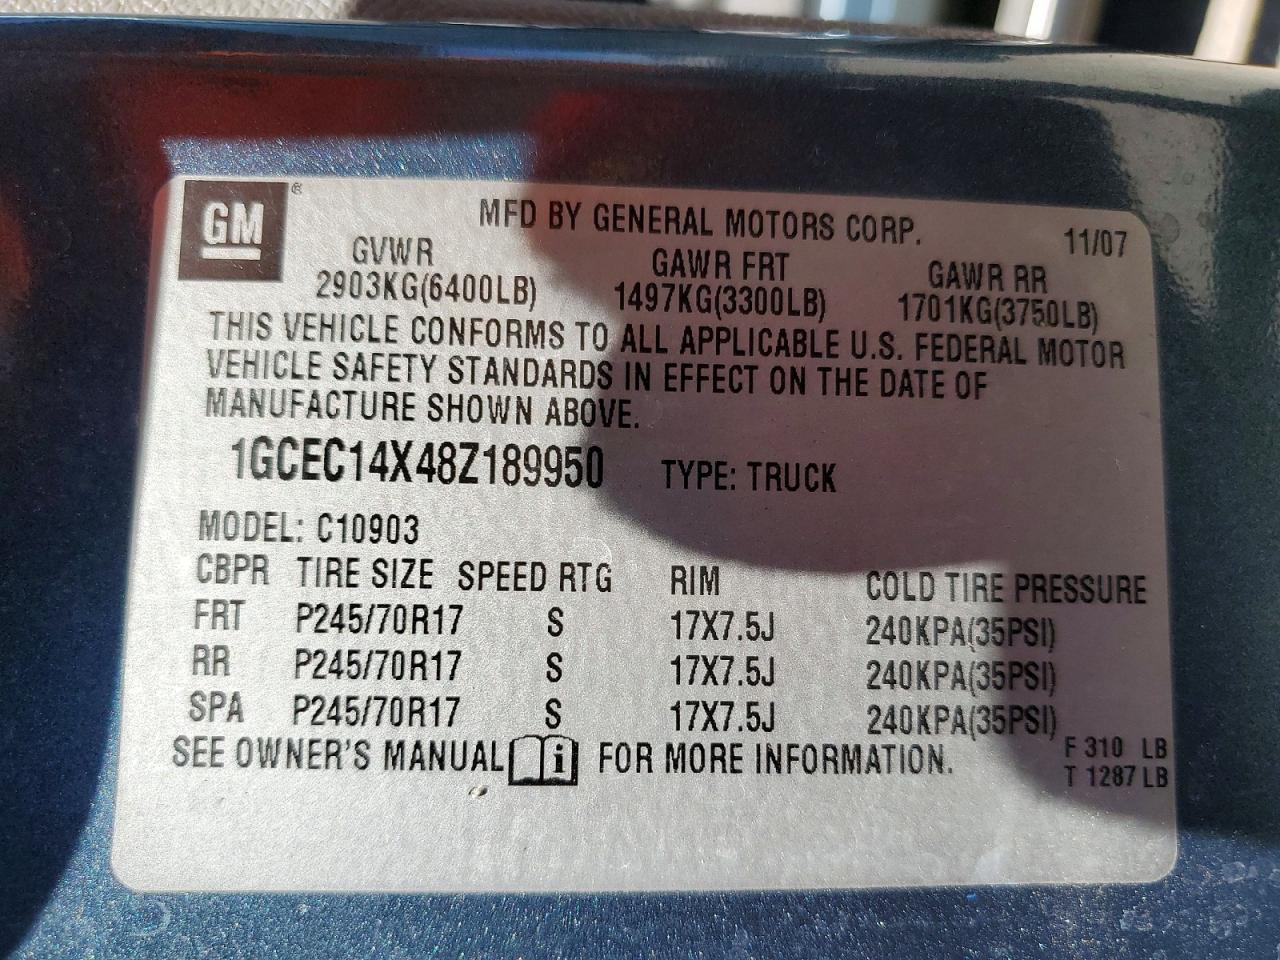 GM®
MFD BY GENERAL MOTORS CORP.
11/07
GVWR GAWR FRT GAWR RR
2903KG(6400LB) 1497KG(3300LB) 1701KG(3750LB)
THIS VEHICLE CONFORMS TO ALL APPLICABLE U.S. FEDERAL MOTOR
VEHICLE SAFETY STANDARDS IN EFFECT ON THE DATE OF
MANUFACTURE SHOWN ABOVE.
1GCEC14X48Z189950 TYPE: TRUCK
MODEL: C10903
CBPR TIRE SIZE SPEED RTG RIM COLD TIRE PRESSURE
FRT P245/70R17 S 17X7.5J 240KPA(35PSI)
RR P245/70R17 S 17X7.5J 240KPA(35PSI)
SPA P245/70R17 S 17X7.5J 240KPA(35PSI)
SEE OWNER'S MANUAL i FOR MORE INFORMATION.
F 310 LB
T 1287 LB